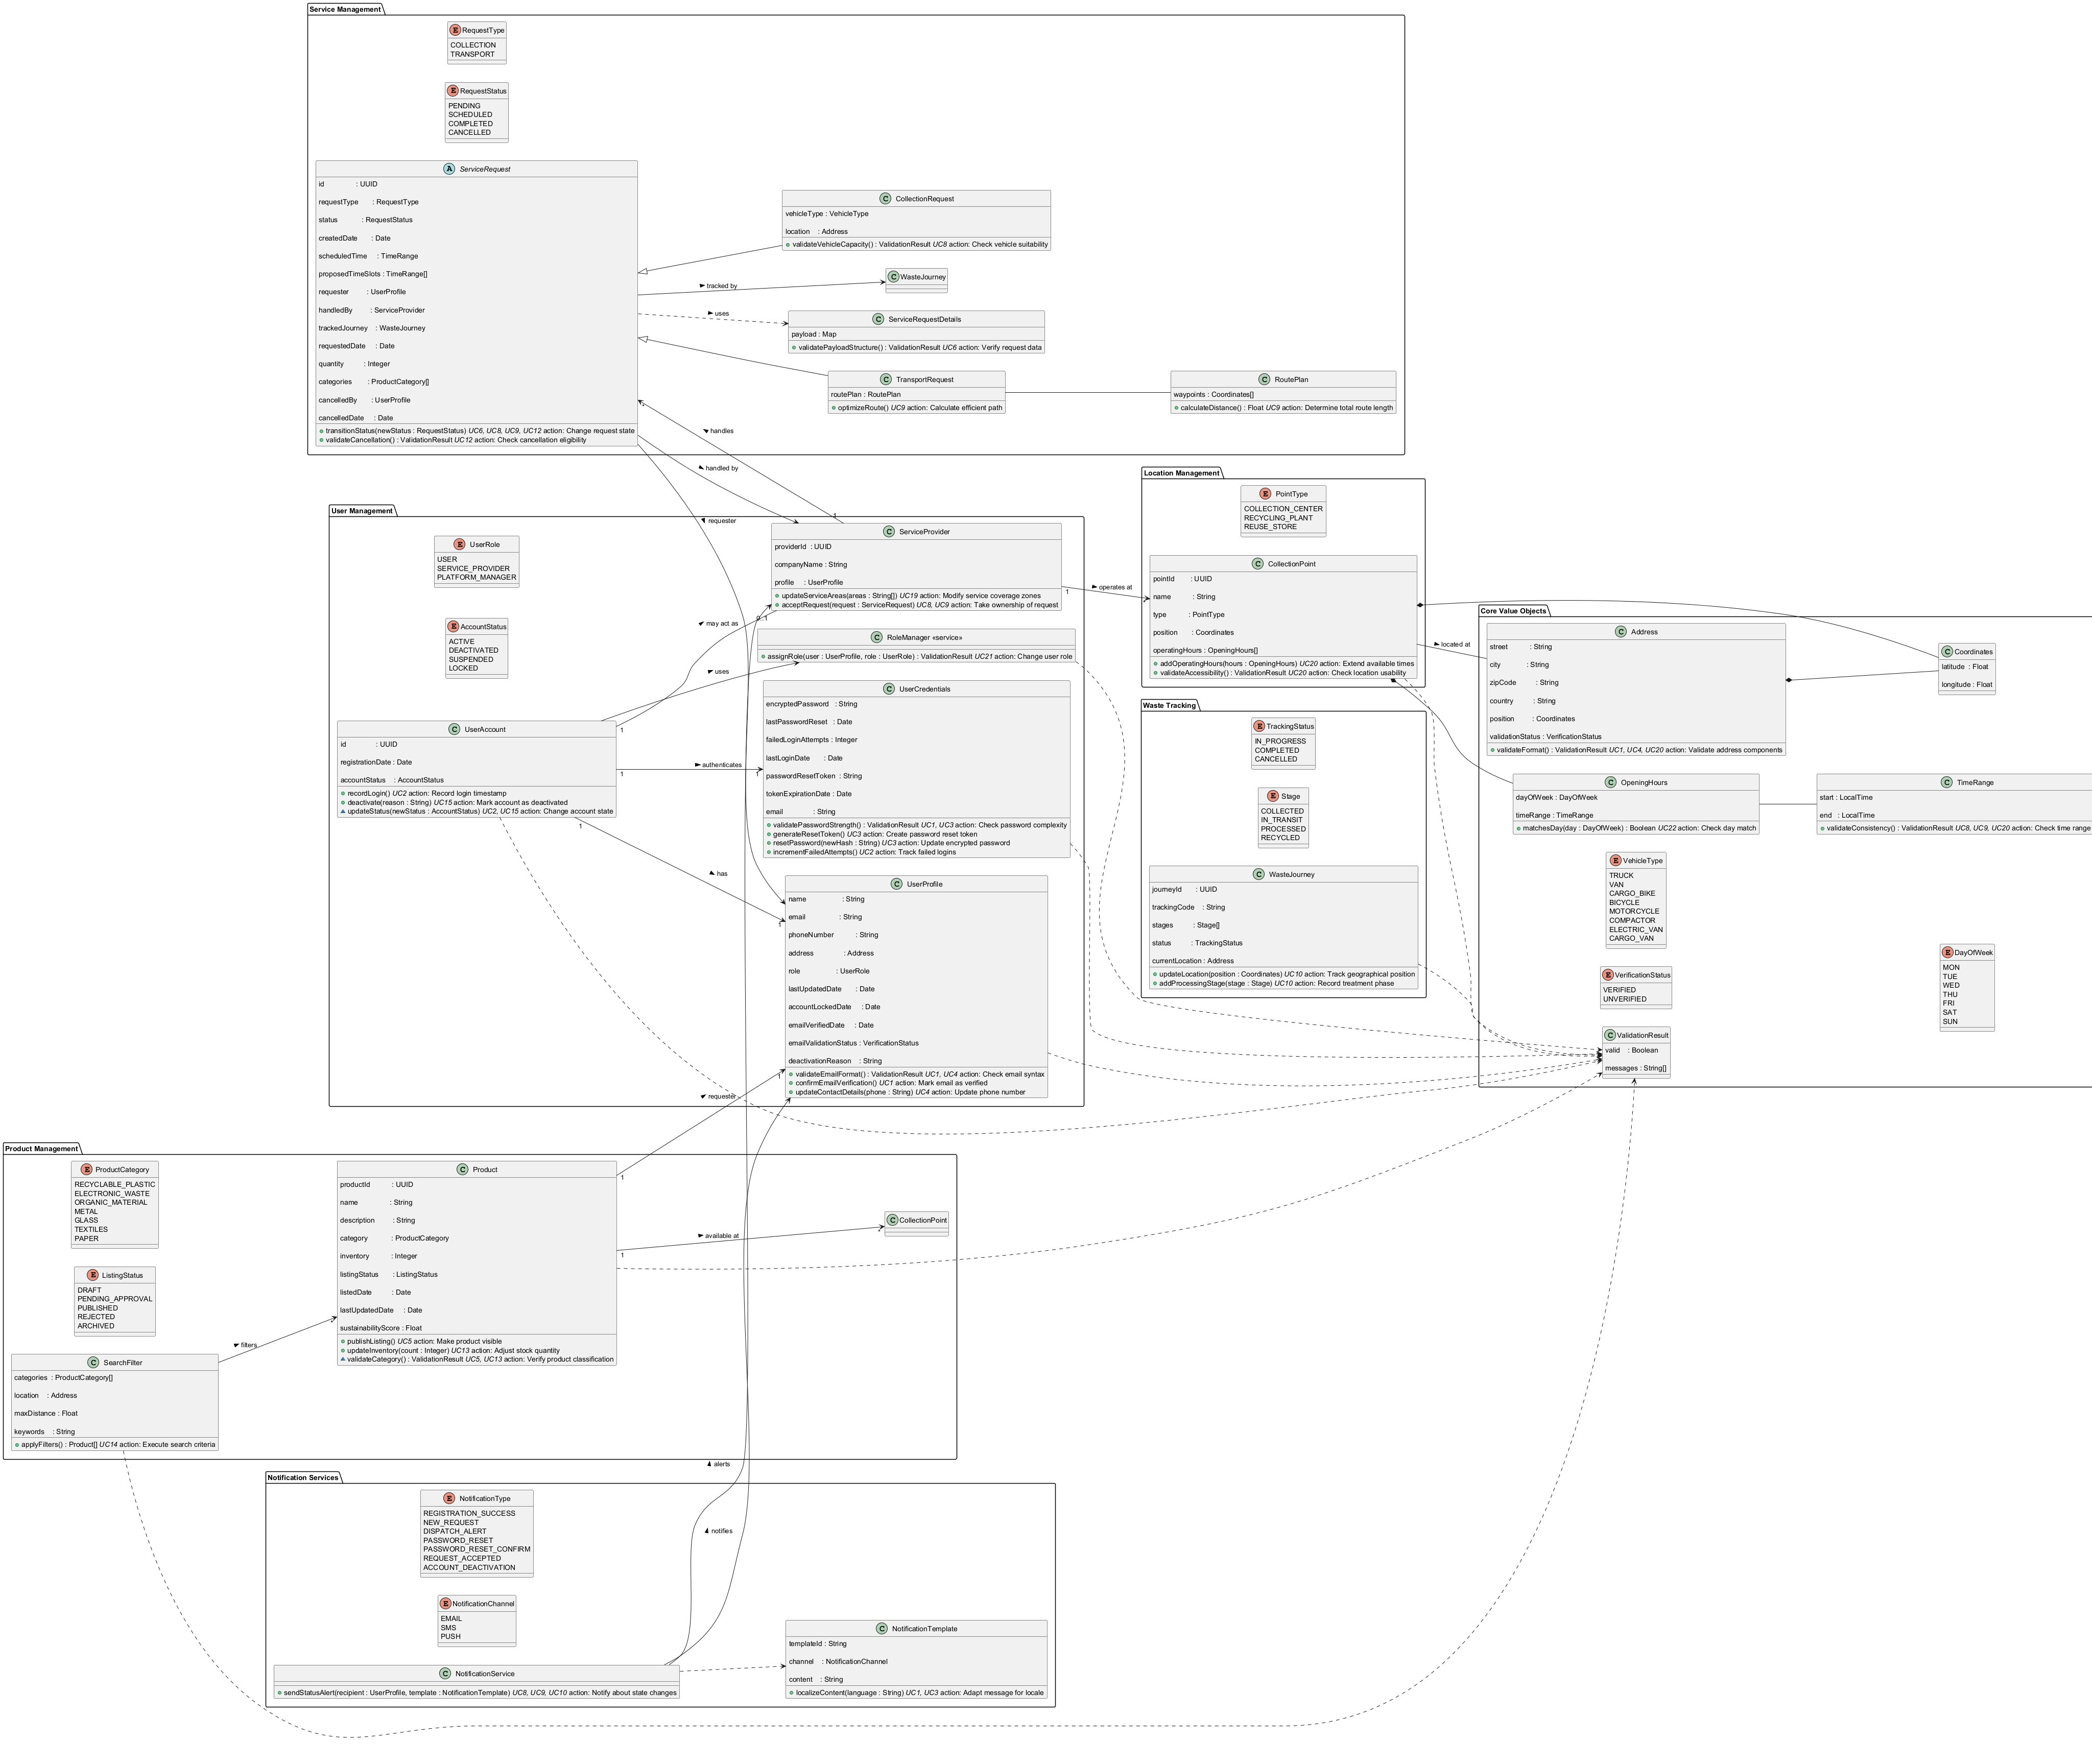 Service Management
E RequestType
COLLECTION
TRANSPORT
E RequestStatus
PENDING
SCHEDULED
COMPLETED
CANCELLED
A ServiceRequest
id : UUID
requestType : RequestType
status : RequestStatus
createdDate : Date
scheduledTime : TimeRange
proposedTimeSlots : TimeRange[]
requester : UserProfile
handledBy : ServiceProvider
trackedJourney : WasteJourney
requestedDate : Date
quantity : Integer
categories : ProductCategory[]
cancelledBy : UserProfile
cancelledDate : Date
transitionStatus(newStatus : RequestStatus) UC6, UC8, UC9, UC12 action: Change request state
validateCancellation() : ValidationResult UC12 action: Check cancellation eligibility
C CollectionRequest
vehicleType : VehicleType
location : Address
validateVehicleCapacity() : ValidationResult UC8 action: Check vehicle suitability
C WasteJourney
tracked by
C ServiceRequestDetails
payload : Map
validatePayloadStructure() : ValidationResult UC6 action: Verify request data
uses
C TransportRequest
routePlan : RoutePlan
optimizeRoute() UC9 action: Calculate efficient path
C RoutePlan
waypoints : Coordinates[]
calculateDistance() : Float UC9 action: Determine total route length
*
handles
handled by
requester
1
User Management
E UserRole
USER
SERVICE_PROVIDER
PLATFORM_MANAGER
E AccountStatus
ACTIVE
DEACTIVATED
SUSPENDED
LOCKED
C UserAccount
id : UUID
registrationDate : Date
accountStatus : AccountStatus
recordLogin() UC2 action: Record login timestamp
deactivate(reason : String) UC15 action: Mark account as deactivated
updateStatus(newStatus : AccountStatus) UC2, UC15 action: Change account state
C ServiceProvider
providerId : UUID
companyName : String
profile : UserProfile
updateServiceAreas(areas : String[]) UC19 action: Modify service coverage zones
acceptRequest(request : ServiceRequest) UC8, UC9 action: Take ownership of request
0..1
may act as
1
C RoleManager «service»
assignRole(user : UserProfile, role : UserRole) : ValidationResult UC21 action: Change user role
uses
C UserCredentials
encryptedPassword : String
lastPasswordReset : Date
failedLoginAttempts : Integer
lastLoginDate : Date
passwordResetToken : String
tokenExpirationDate : Date
email : String
validatePasswordStrength() : ValidationResult UC1, UC3 action: Check password complexity
generateResetToken() UC3 action: Create password reset token
resetPassword(newHash : String) UC3 action: Update encrypted password
incrementFailedAttempts() UC2 action: Track failed logins
1
authenticates
1
C UserProfile
name : String
email : String
phoneNumber : String
address : Address
role : UserRole
lastUpdatedDate : Date
accountLockedDate : Date
emailVerifiedDate : Date
emailValidationStatus : VerificationStatus
deactivationReason : String
validateEmailFormat() : ValidationResult UC1, UC4 action: Check email syntax
confirmEmailVerification() UC1 action: Mark email as verified
updateContactDetails(phone : String) UC4 action: Update phone number
1
has
1
1
requester
Location Management
E PointType
COLLECTION_CENTER
RECYCLING_PLANT
REUSE_STORE
C CollectionPoint
pointId : UUID
name : String
type : PointType
position : Coordinates
operatingHours : OpeningHours[]
addOperatingHours(hours : OpeningHours) UC20 action: Extend available times
validateAccessibility() : ValidationResult UC20 action: Check location usability
1
operates at
*
located at
Waste Tracking
E TrackingStatus
IN_PROGRESS
COMPLETED
CANCELLED
E Stage
COLLECTED
IN_TRANSIT
PROCESSED
RECYCLED
C WasteJourney
journeyId : UUID
trackingCode : String
stages : Stage[]
status : TrackingStatus
currentLocation : Address
updateLocation(position : Coordinates) UC10 action: Track geographical position
addProcessingStage(stage : Stage) UC10 action: Record treatment phase
Core Value Objects
C Address
street : String
city : String
zipCode : String
country : String
position : Coordinates
validationStatus : VerificationStatus
validateFormat() : ValidationResult UC1, UC4, UC20 action: Validate address components
C Coordinates
latitude : Float
longitude : Float
C OpeningHours
dayOfWeek : DayOfWeek
timeRange : TimeRange
matchesDay(day : DayOfWeek) : Boolean UC22 action: Check day match
C TimeRange
start : LocalTime
end : LocalTime
validateConsistency() : ValidationResult UC8, UC9, UC20 action: Check time range
E VehicleType
TRUCK
VAN
CARGO_BIKE
BICYCLE
MOTORCYCLE
COMPACTOR
ELECTRIC_VAN
CARGO_VAN
E DayOfWeek
MON
TUE
WED
THU
FRI
SAT
SUN
E VerificationStatus
VERIFIED
UNVERIFIED
C ValidationResult
valid : Boolean
messages : String[]
Product Management
E ProductCategory
RECYCLABLE_PLASTIC
ELECTRONIC_WASTE
ORGANIC_MATERIAL
METAL
GLASS
TEXTILES
PAPER
E ListingStatus
DRAFT
PENDING_APPROVAL
PUBLISHED
REJECTED
ARCHIVED
C SearchFilter
categories : ProductCategory[]
location : Address
maxDistance : Float
keywords : String
applyFilters() : Product[] UC14 action: Execute search criteria
filters
*
C Product
productId : UUID
name : String
description : String
category : ProductCategory
inventory : Integer
listingStatus : ListingStatus
listedDate : Date
lastUpdatedDate : Date
sustainabilityScore : Float
publishListing() UC5 action: Make product visible
updateInventory(count : Integer) UC13 action: Adjust stock quantity
validateCategory() : ValidationResult UC5, UC13 action: Verify product classification
1
available at
*
C CollectionPoint
Notification Services
E NotificationType
REGISTRATION_SUCCESS
NEW_REQUEST
DISPATCH_ALERT
PASSWORD_RESET
PASSWORD_RESET_CONFIRM
REQUEST_ACCEPTED
ACCOUNT_DEACTIVATION
E NotificationChannel
EMAIL
SMS
PUSH
C NotificationService
sendStatusAlert(recipient : UserProfile, template : NotificationTemplate) UC8, UC9, UC10 action: Notify about state changes
alerts
notifies
C NotificationTemplate
templateId : String
channel : NotificationChannel
content : String
localizeContent(language : String) UC1, UC3 action: Adapt message for locale